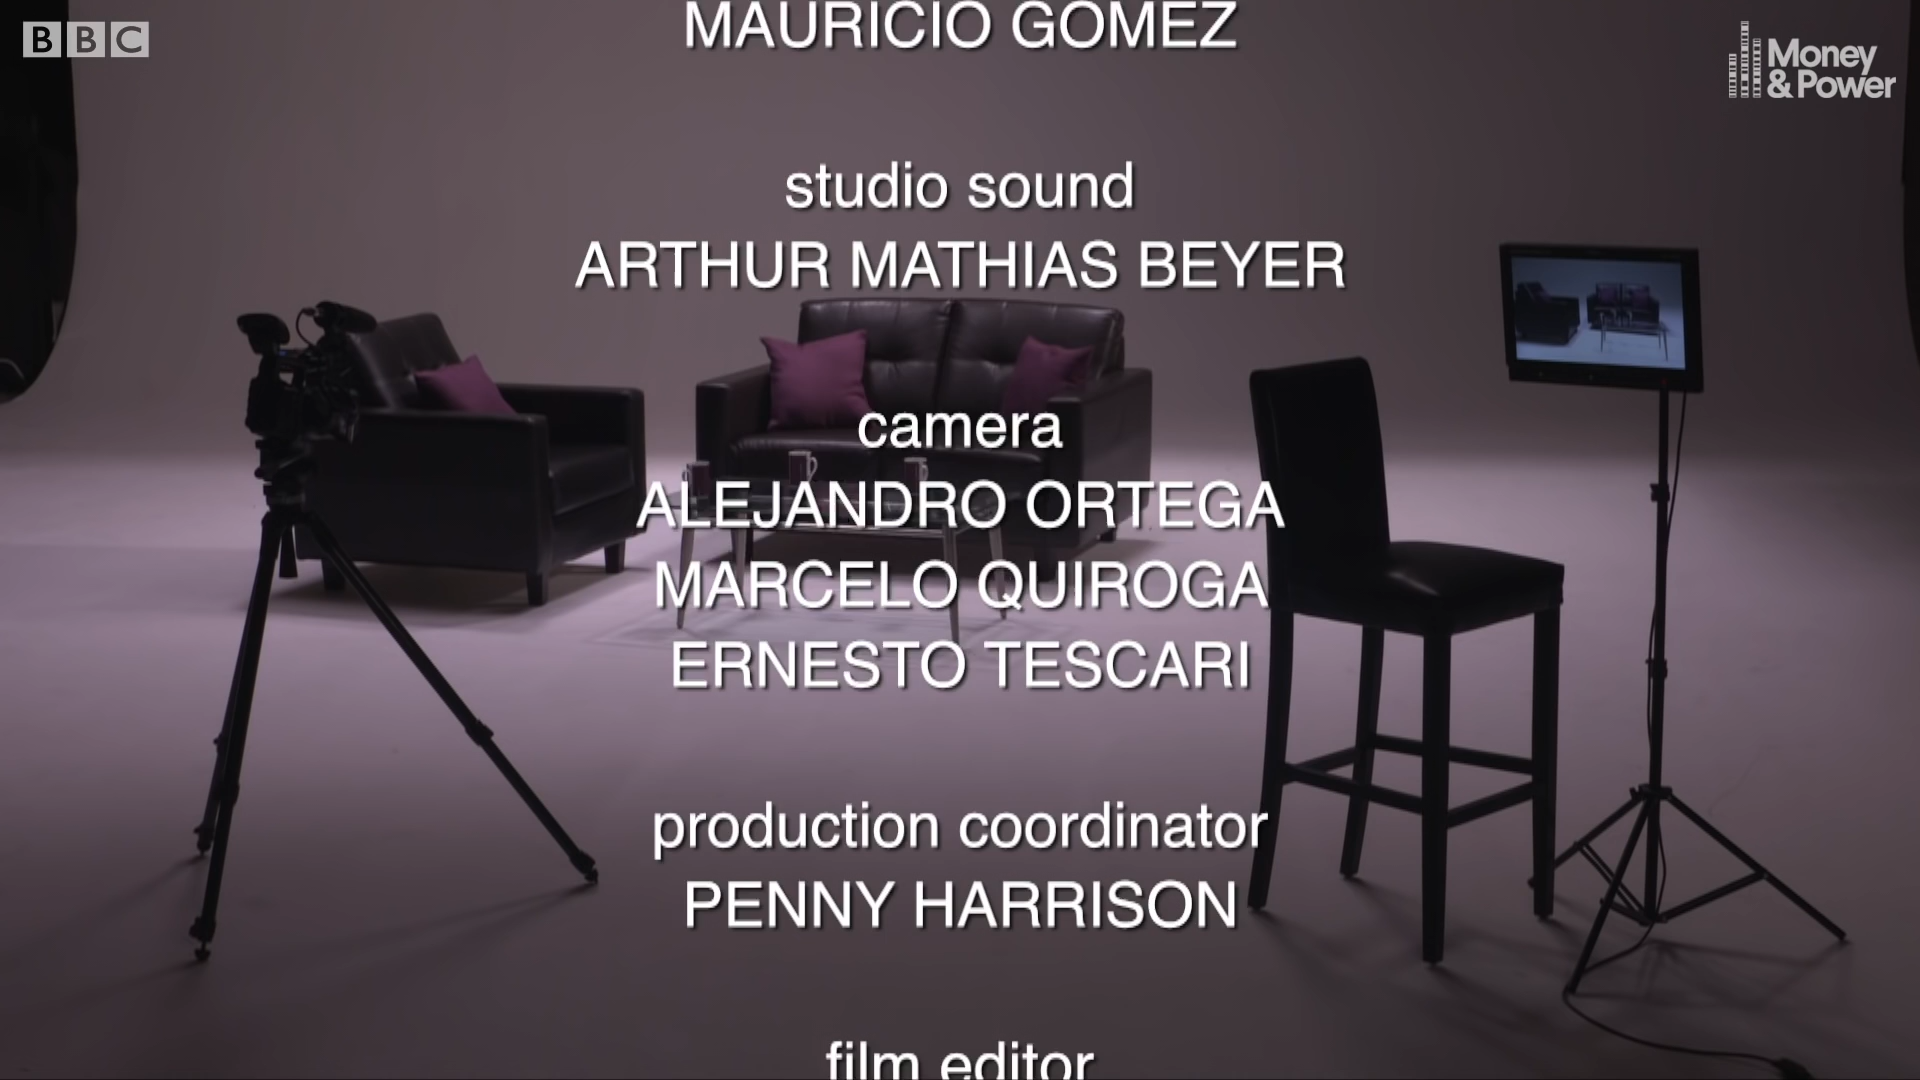 BBC
Money
& Power
MAURICIO GOMEZ
studio sound
ARTHUR MATHIAS BEYER
camera
ALEJANDRO ORTEGA
MARCELO QUIROGA
ERNESTO TESCARI
production coordinator
PENNY HARRISON
film editor